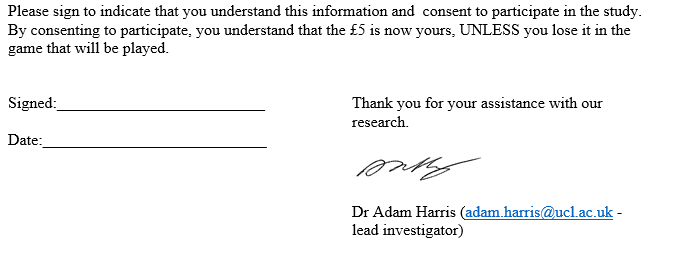 Please sign to indicate that you understand this information and  consent to participate in the study.
By consenting to participate, you understand that the £5 is now yours, UNLESS you lose it in the
game that will be played.
Signed:___________________________
Date:_____________________________
Thank you for your assistance with our
research.
Dr Adam Harris (adam.harris@ucl.ac.uk -
lead investigator)